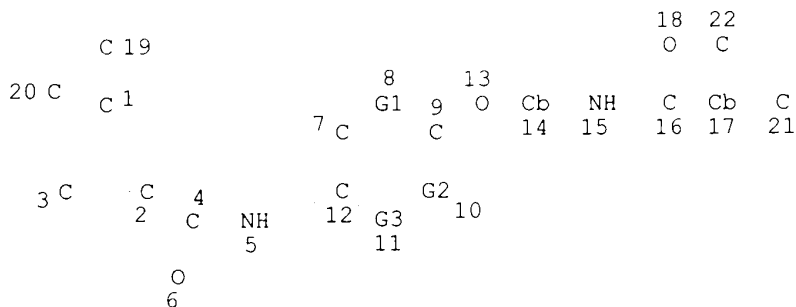 18 22
C 19 O C
8 13
20 C C 1 G1 9 O Cb NH C Cb C
7 C C 14 15 16 17 21
3 C C 4 C G2
2 C NH 12 G3 10
5 11
O
6